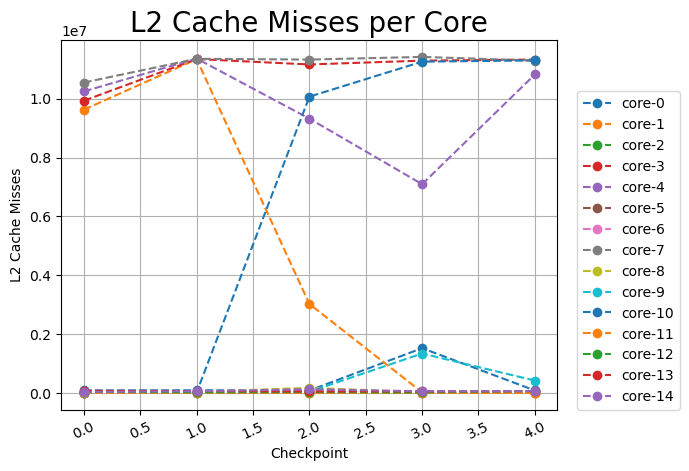 L2 Cache Misses per Core
1e7
1.0
0.8
0.6
0.4
0.2
0.0
L2 Cache Misses
0.0 0.5 1.0 1.5 2.0 2.5 3.0 3.5 4.0
Checkpoint
core-0
core-1
core-2
core-3
core-4
core-5
core-6
core-7
core-8
core-9
core-10
core-11
core-12
core-13
core-14